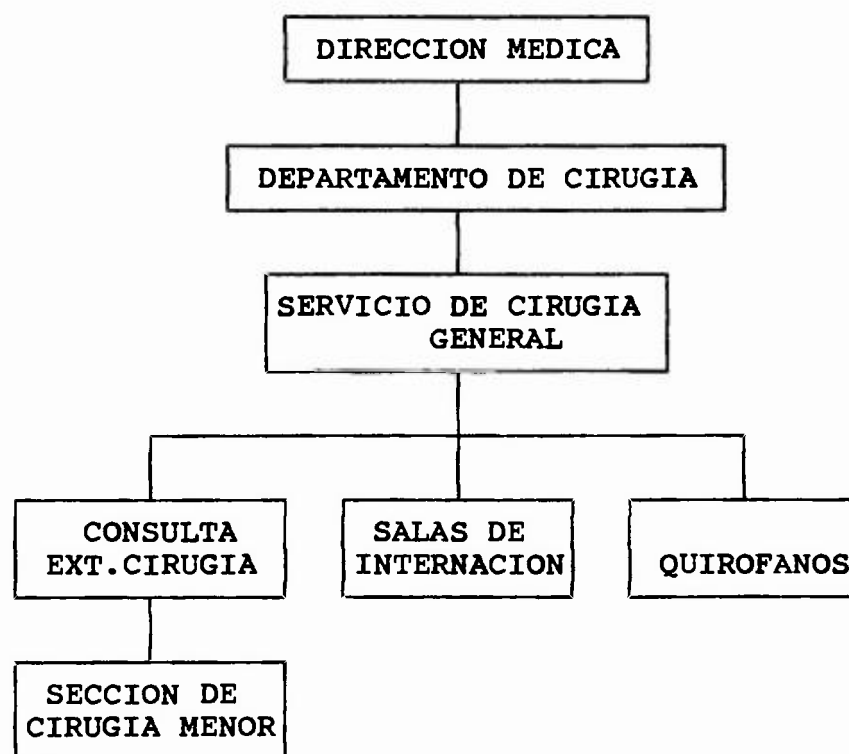 DIRECCION MEDICA
DEPARTAMENTO DE CIRUGIA
SERVICIO DE CIRUGIA
GENERAL
CONSULTA
EXT.CIRUGIA
SALAS DE
INTERNACION
QUIROFANOS
SECCION DE
CIRUGIA MENOR